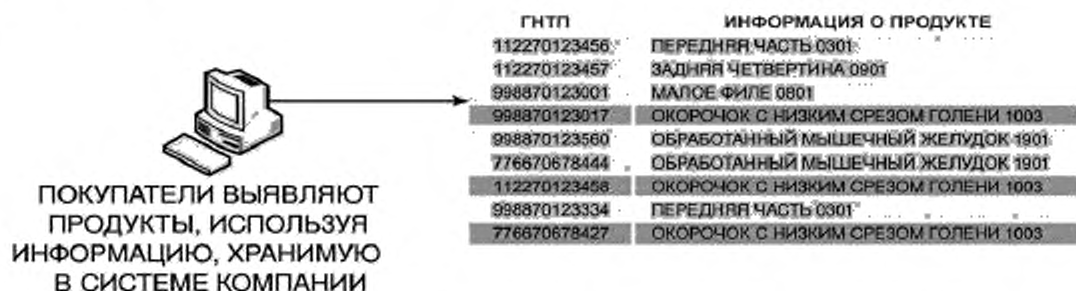 ГНТП ИНФОРМАЦИЯ О ПРОДУКТЕ
112270123456 ПЕРЕДНЯЯ ЧАСТЬ 0301
112270123457 ЗАДНЯЯ ЧЕТВЕРТИНА 0901
998870123001 МАЛОЕ ФИЛЕ 0801
998870123017 ОКОРОЧОК С НИЗКИМ СРЕЗОМ ГОЛЕНИ 1003
998870123560 ОБРАБОТАННЫЙ МЫШЕЧНЫЙ ЖЕЛУДОК 1901
776670678444 ОБРАБОТАННЫЙ МЫШЕЧНЫЙ ЖЕЛУДОК 1901
112270123458 ОКОРОЧОК С НИЗКИМ СРЕЗОМ ГОЛЕНИ 1003
998870123334 ПЕРЕДНЯЯ ЧАСТЬ 0301
776670678427 ОКОРОЧОК С НИЗКИМ СРЕЗОМ ГОЛЕНИ 1003
ПОКУПАТЕЛИ ВЫЯВЛЯЮТ
ПРОДУКТЫ, ИСПОЛЬЗУЯ
ИНФОРМАЦИЮ, ХРАНИМУЮ
В СИСТЕМЕ КОМПАНИИ